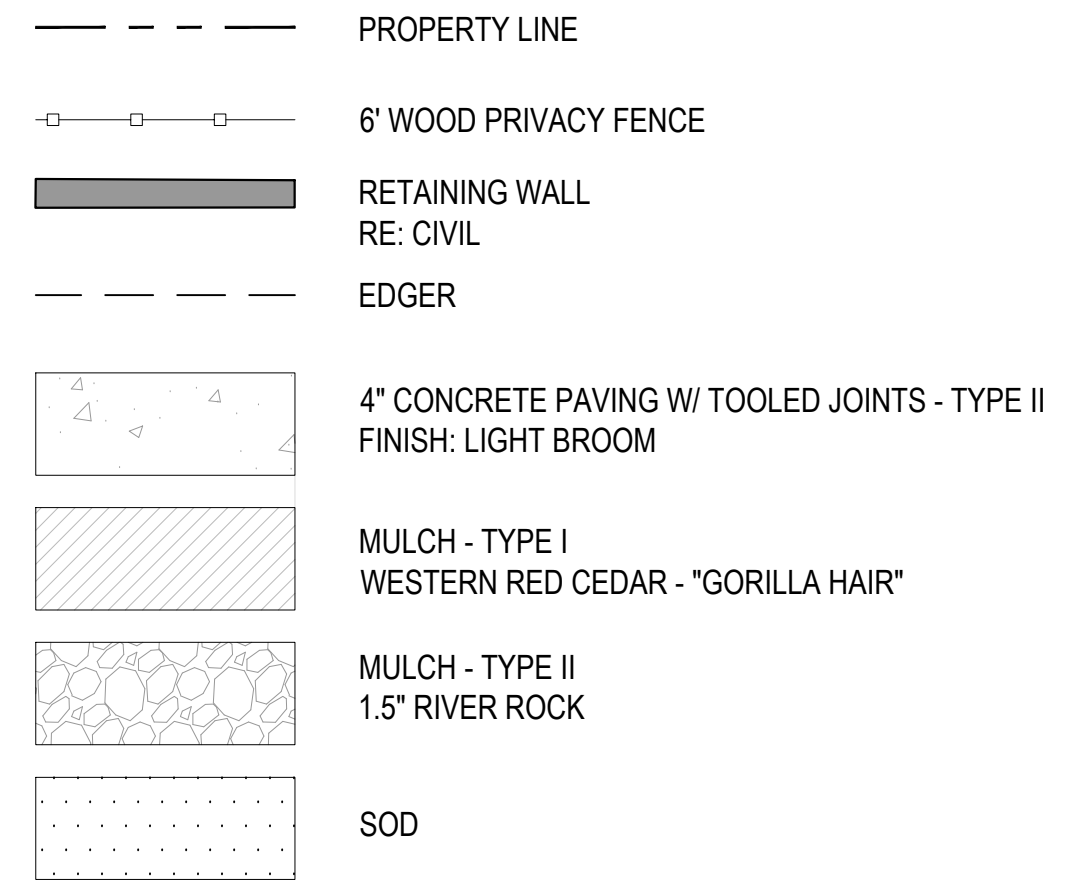 PROPERTY LINE
6' WOOD PRIVACY FENCE
RETAINING WALL
RE: CIVIL
EDGER
4" CONCRETE PAVING W/ TOOLED JOINTS - TYPE II
FINISH: LIGHT BROOM
MULCH - TYPE I
WESTERN RED CEDAR - "GORILLA HAIR"
MULCH - TYPE II
1.5" RIVER ROCK
SOD